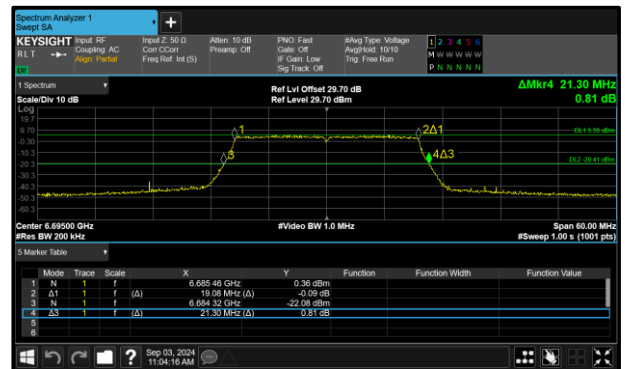 Spectrum Analyzer 1
Swept SA
+
KEYSIGHT Input: RF Input Z: 50 Ω Atten: 10 dB PNO: Fast #Avg Type: Voltage 1 2 3 4 5 6
RLT Coupling: AC Corr CCorr Preamp: Off Gate: Off Avg|Hold: 10/10 M W W W W W
Align: Partial Freq Ref: Int (S) IF Gain: Low Trig: Free Run
Sig Track: Off P N N N N N
1 Spectrum
Ref Lvl Offset 29.70 dB ΔMkr4 21.30 MHz
Scale/Div 10 dB Ref Level 29.70 dBm 0.81 dB
Log
19.7
9.70 1 2Δ1 DL1 5.59 dBm
-0.30
-10.3 3 4Δ3
-20.3 DL2 -20.41 dBm
-30.3
-40.3
-50.3
-60.3
Center 6.69500 GHz #Video BW 1.0 MHz Span 60.00 MHz
#Res BW 200 kHz #Sweep 1.00 s (1001 pts)
5 Marker Table
Mode Trace Scale X Y Function Function Width Function Value
1 N 1 f 6.685 46 GHz 0.36 dBm
2 Δ1 1 f (Δ) 19.08 MHz (Δ) -0.09 dB
3 N 1 f 6.684 32 GHz -22.08 dBm
4 Δ3 1 f (Δ) 21.30 MHz (Δ) 0.81 dB
5
6
? Sep 03, 2024
11:04:16 AM